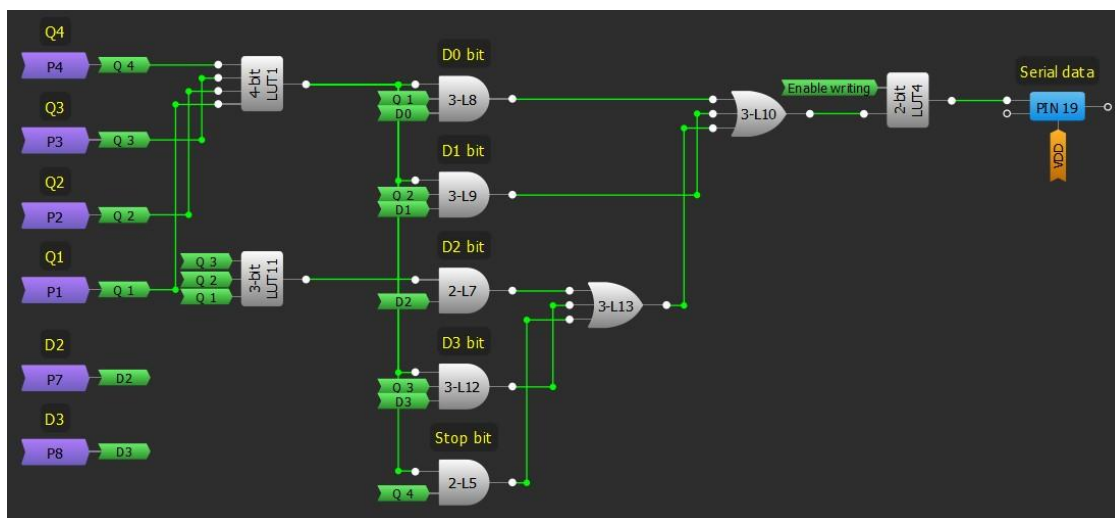 Q4
P4
Q 4
Q3
P3
Q 3
Q2
P2
Q 2
Q1
P1
Q 1
D2
P7
D2
D3
P8
D3
4-bit
LUT1
Q 3
Q 2
Q 1
3-bit
LUT11
D0 bit
Q 1
D0
3-L8
D1 bit
Q 2
D1
3-L9
D2 bit
D2
2-L7
D3 bit
Q 3
D3
3-L12
Stop bit
Q 4
2-L5
3-L13
3-L10
Enable writing
2-bit
LUT4
Serial data
PIN 19
VDD